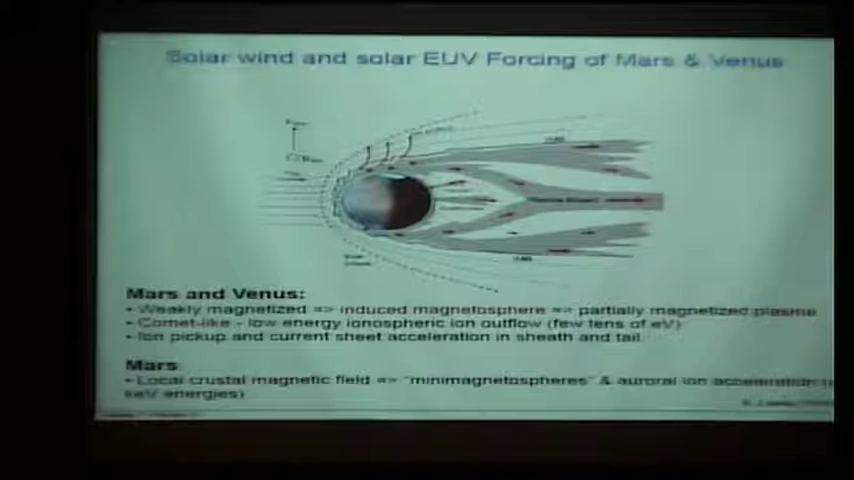 Solar wind and solar EUV Forcing of Mars & Venus
Mars and Venus:
- Weakly magnetized => induced magnetosphere => partially magnetized plasma
- Comet-like - low energy ionospheric ion outflow (few tens of eV)
- Ion pickup and current sheet acceleration in sheath and tail
Mars
- Local crustal magnetic field => "minimagnetospheres" & auroral ion acceleration
keV energies)